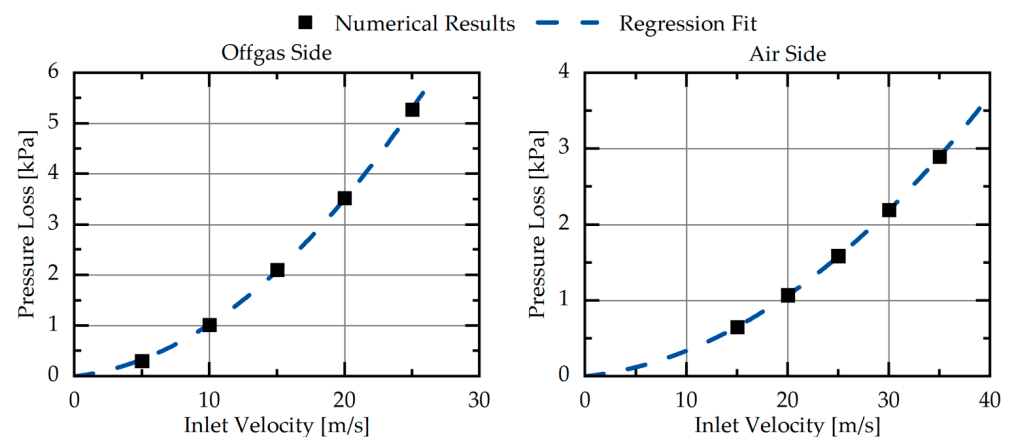 Numerical Results Regression Fit
Offgas Side
Pressure Loss [kPa]
6
5
4
3
2
1
0
0 10 20 30
Inlet Velocity [m/s]
Air Side
Pressure Loss [kPa]
4
3
2
1
0
0 10 20 30 40
Inlet Velocity [m/s]